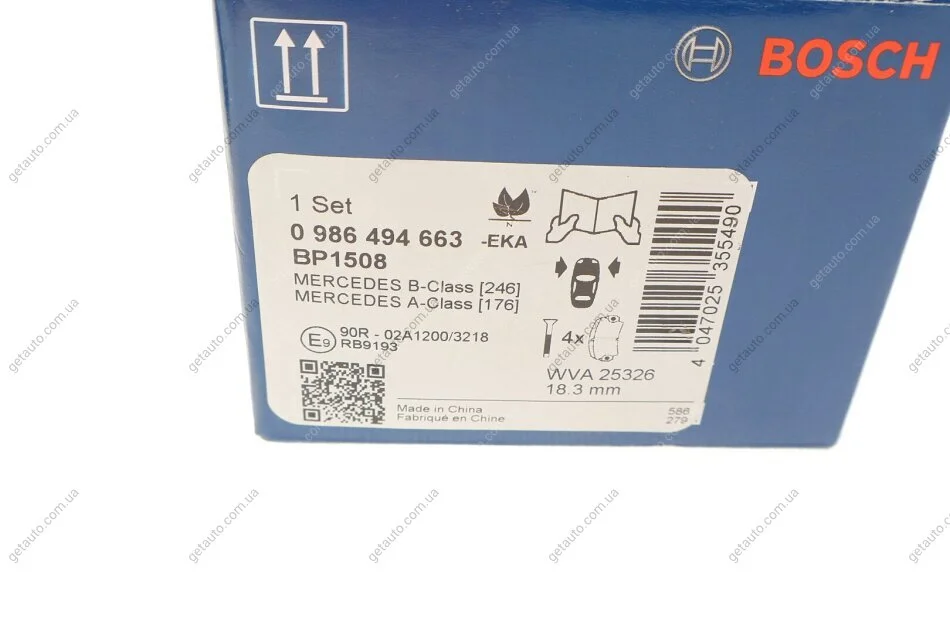 BOSCH
1 Set
0 986 494 663 -EKA
BP1508
MERCEDES B-Class [246]
MERCEDES A-Class [176]
E9 90R - 02A1200/3218
RB9193
4x
WVA 25326
18.3 mm
Made in China
Fabriqué en Chine
586
279
4 047025 355490
getauto.com.ua